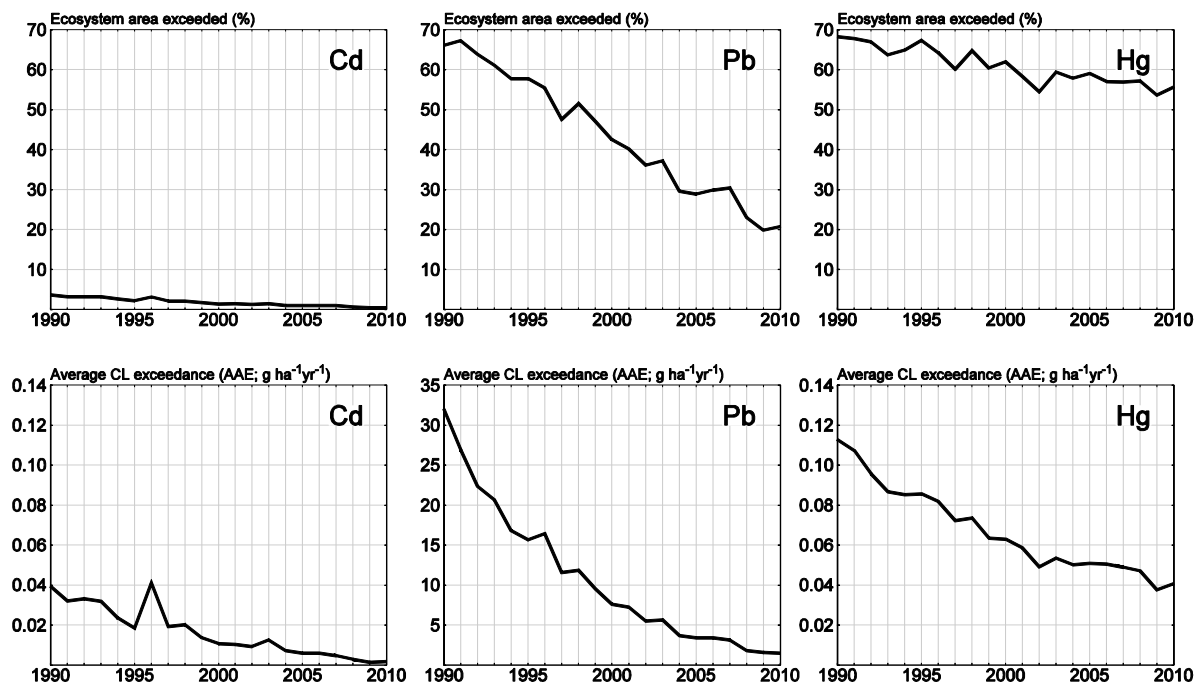 Ecosystem area exceeded (%)
Cd
70
60
50
40
30
20
10
1990 1995 2000 2005 2010
Ecosystem area exceeded (%)
Pb
70
60
50
40
30
20
10
1990 1995 2000 2005 2010
Ecosystem area exceeded (%)
Hg
70
60
50
40
30
20
10
1990 1995 2000 2005 2010
Average CL exceedance (AAE; g ha⁻¹yr⁻¹)
Cd
0.14
0.12
0.10
0.08
0.06
0.04
0.02
1990 1995 2000 2005 2010
Average CL exceedance (AAE; g ha⁻¹yr⁻¹)
Pb
35
30
25
20
15
10
5
1990 1995 2000 2005 2010
Average CL exceedance (AAE; g ha⁻¹yr⁻¹)
Hg
0.14
0.12
0.10
0.08
0.06
0.04
0.02
1990 1995 2000 2005 2010